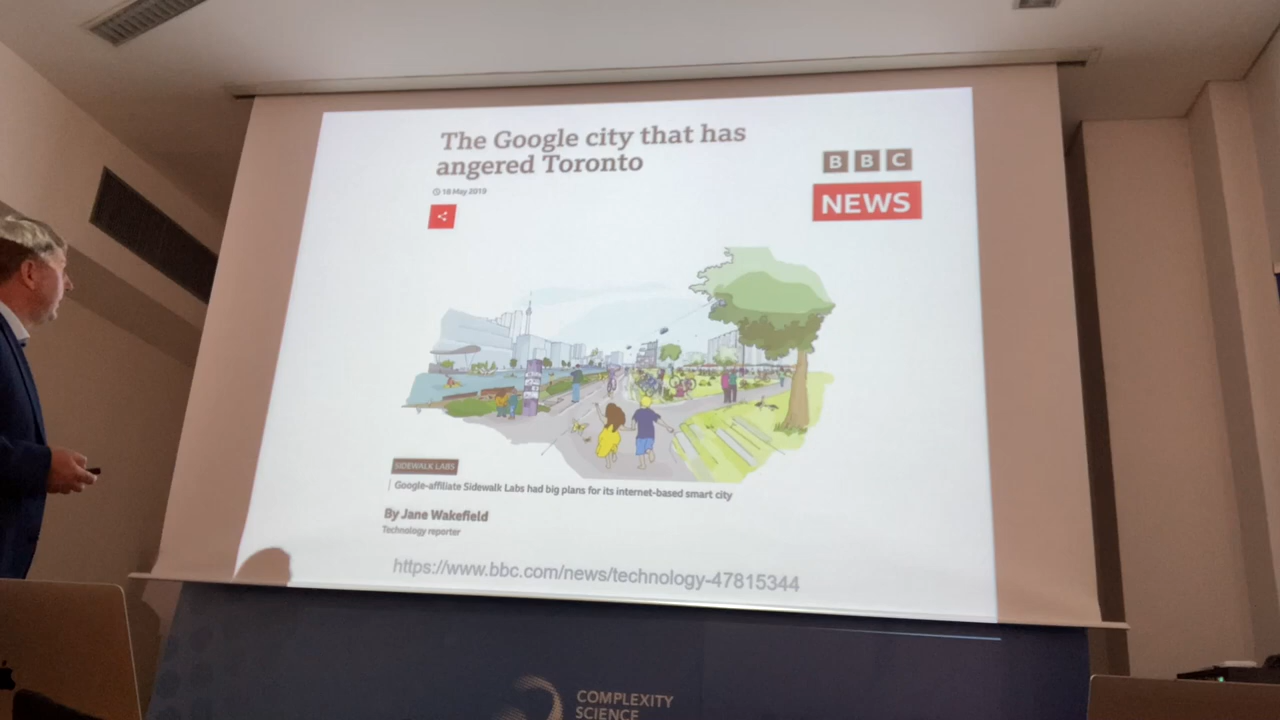 The Google city that has
angered Toronto
18 May 2019
BBC
NEWS
SIDEWALK LABS
Google-affiliate Sidewalk Labs had big plans for its internet-based smart city
By Jane Wakefield
Technology reporter
https://www.bbc.com/news/technology-47815344
COMPLEXITY
SCIENCE